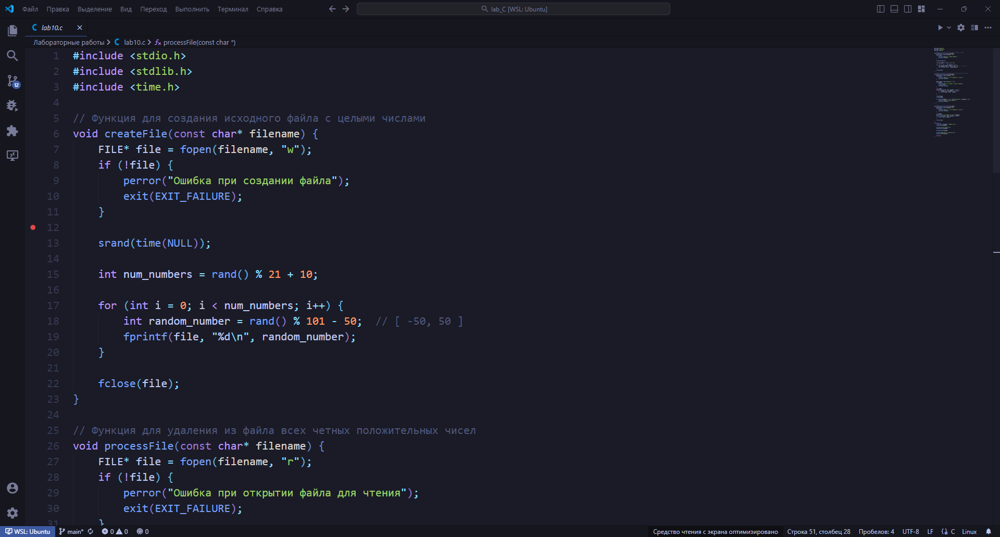 Файл Правка Выделение Вид Переход Выполнить Терминал Справка
lab_C [WSL: Ubuntu]
lab10.c
Лабораторные работы > lab10.c > processFile(const char *)
1 #include <stdio.h>
2 #include <stdlib.h>
3 #include <time.h>
4
5 // Функция для создания исходного файла с целыми числами
6 void createFile(const char* filename) {
7 FILE* file = fopen(filename, "w");
8 if (!file) {
9 perror("Ошибка при создании файла");
10 exit(EXIT_FAILURE);
11 }
12
13 srand(time(NULL));
14
15 int num_numbers = rand() % 21 + 10;
16
17 for (int i = 0; i < num_numbers; i++) {
18 int random_number = rand() % 101 - 50; // [ -50, 50 ]
19 fprintf(file, "%d\n", random_number);
20 }
21
22 fclose(file);
23 }
24
25 // Функция для удаления из файла всех четных положительных чисел
26 void processFile(const char* filename) {
27 FILE* file = fopen(filename, "r");
28 if (!file) {
29 perror("Ошибка при открытии файла для чтения");
30 exit(EXIT_FAILURE);
31 }
12
WSL: Ubuntu main* 0 0 0
Средство чтения с экрана оптимизировано Строка 51, столбец 28 Пробелов: 4 UTF-8 LF C Linux